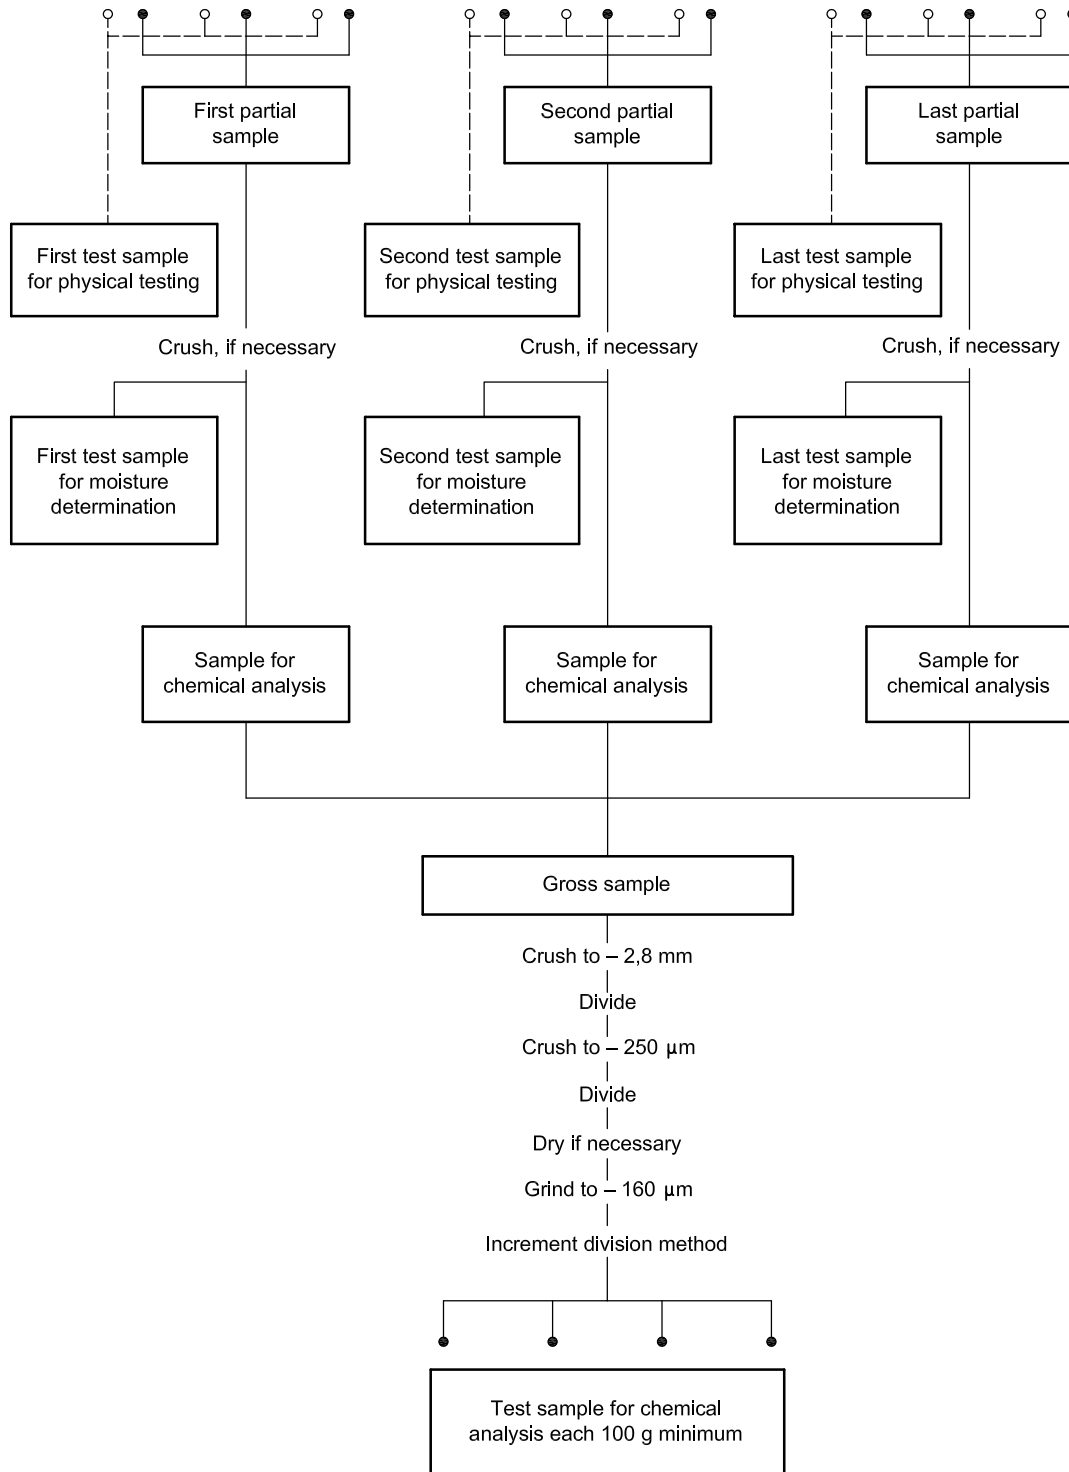 First partial
sample
Second partial
sample
Last partial
sample
First test sample
for physical testing
Second test sample
for physical testing
Last test sample
for physical testing
Crush, if necessary
Crush, if necessary
Crush, if necessary
First test sample
for moisture
determination
Second test sample
for moisture
determination
Last test sample
for moisture
determination
Sample for
chemical analysis
Sample for
chemical analysis
Sample for
chemical analysis
Gross sample
Crush to – 2,8 mm
Divide
Crush to – 250 μm
Divide
Dry if necessary
Grind to – 160 μm
Increment division method
Test sample for chemical
analysis each 100 g minimum